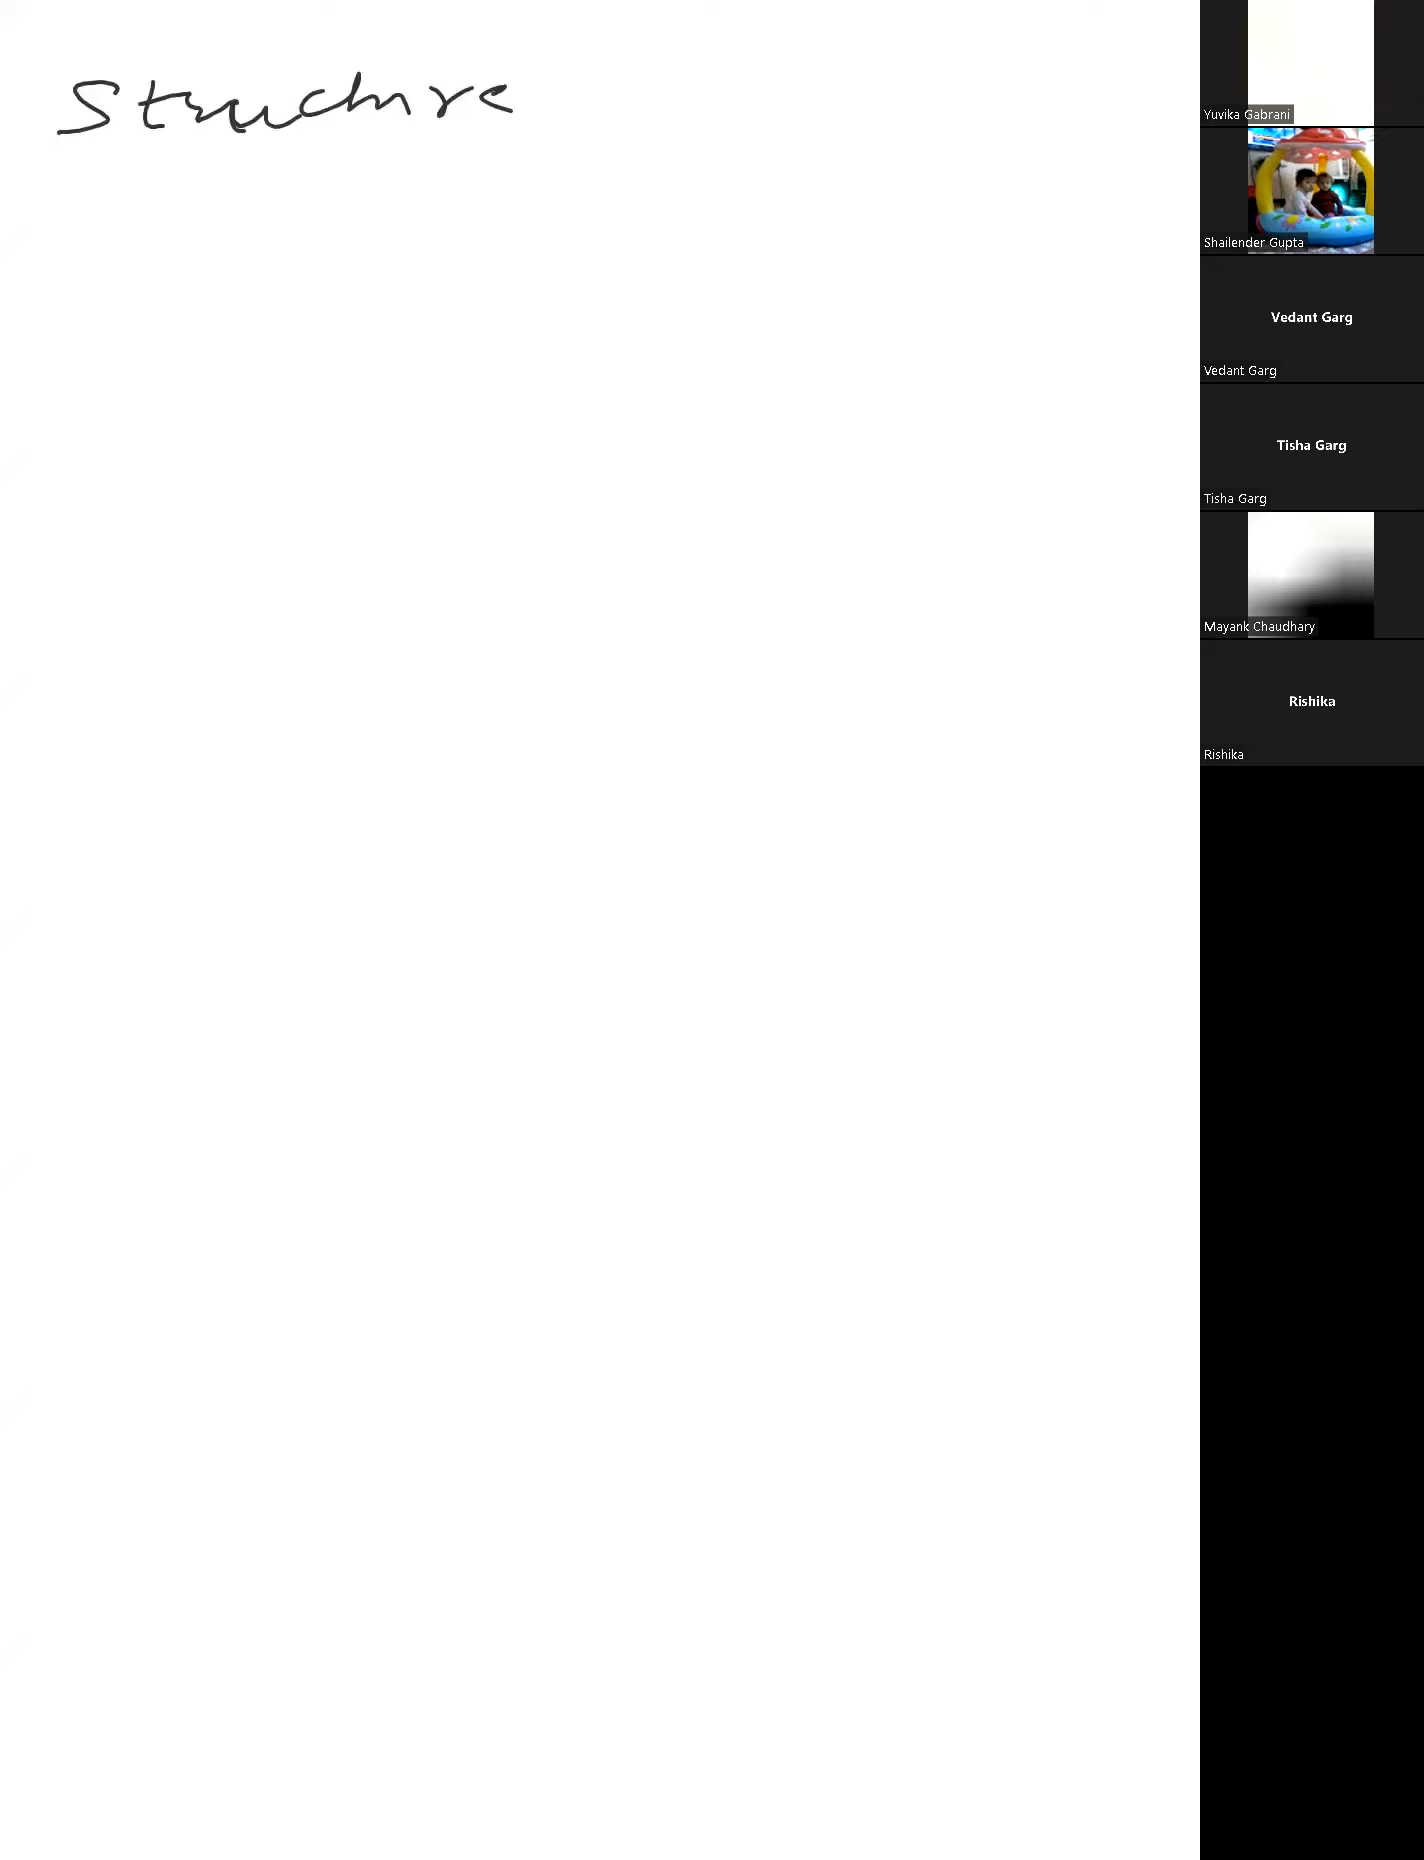 Structure
Yuvika Gabrani
Shailender Gupta
Vedant Garg
Vedant Garg
Tisha Garg
Tisha Garg
Mayank Chaudhary
Rishika
Rishika